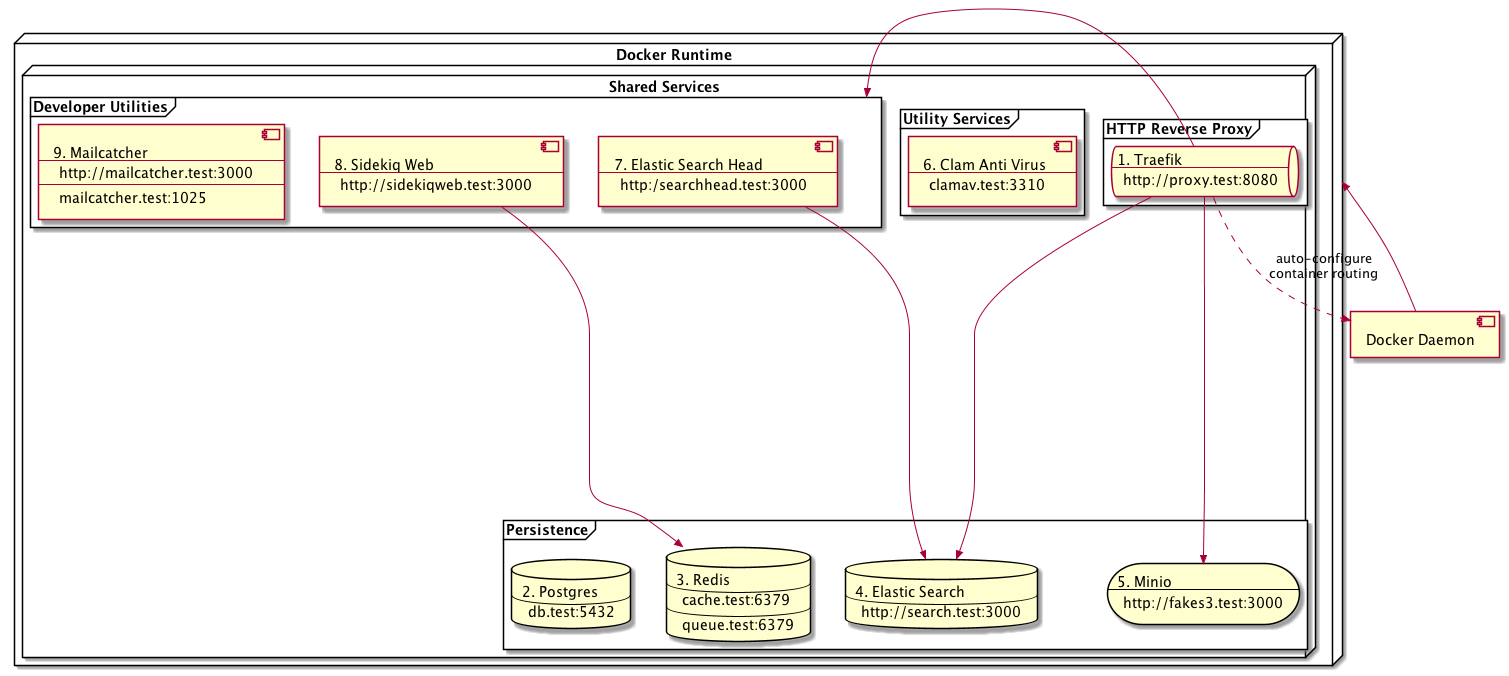 Docker Runtime
Shared Services
Developer Utilities
9. Mailcatcher
http://mailcatcher.test:3000
mailcatcher.test:1025
8. Sidekiq Web
http://sidekiqweb.test:3000
7. Elastic Search Head
http:/searchhead.test:3000
Utility Services
6. Clam Anti Virus
clamav.test:3310
HTTP Reverse Proxy
1. Traefik
http://proxy.test:8080
auto-configure
container routing
Docker Daemon
Persistence
2. Postgres
db.test:5432
3. Redis
cache.test:6379
queue.test:6379
4. Elastic Search
http://search.test:3000
5. Minio
http://fakes3.test:3000